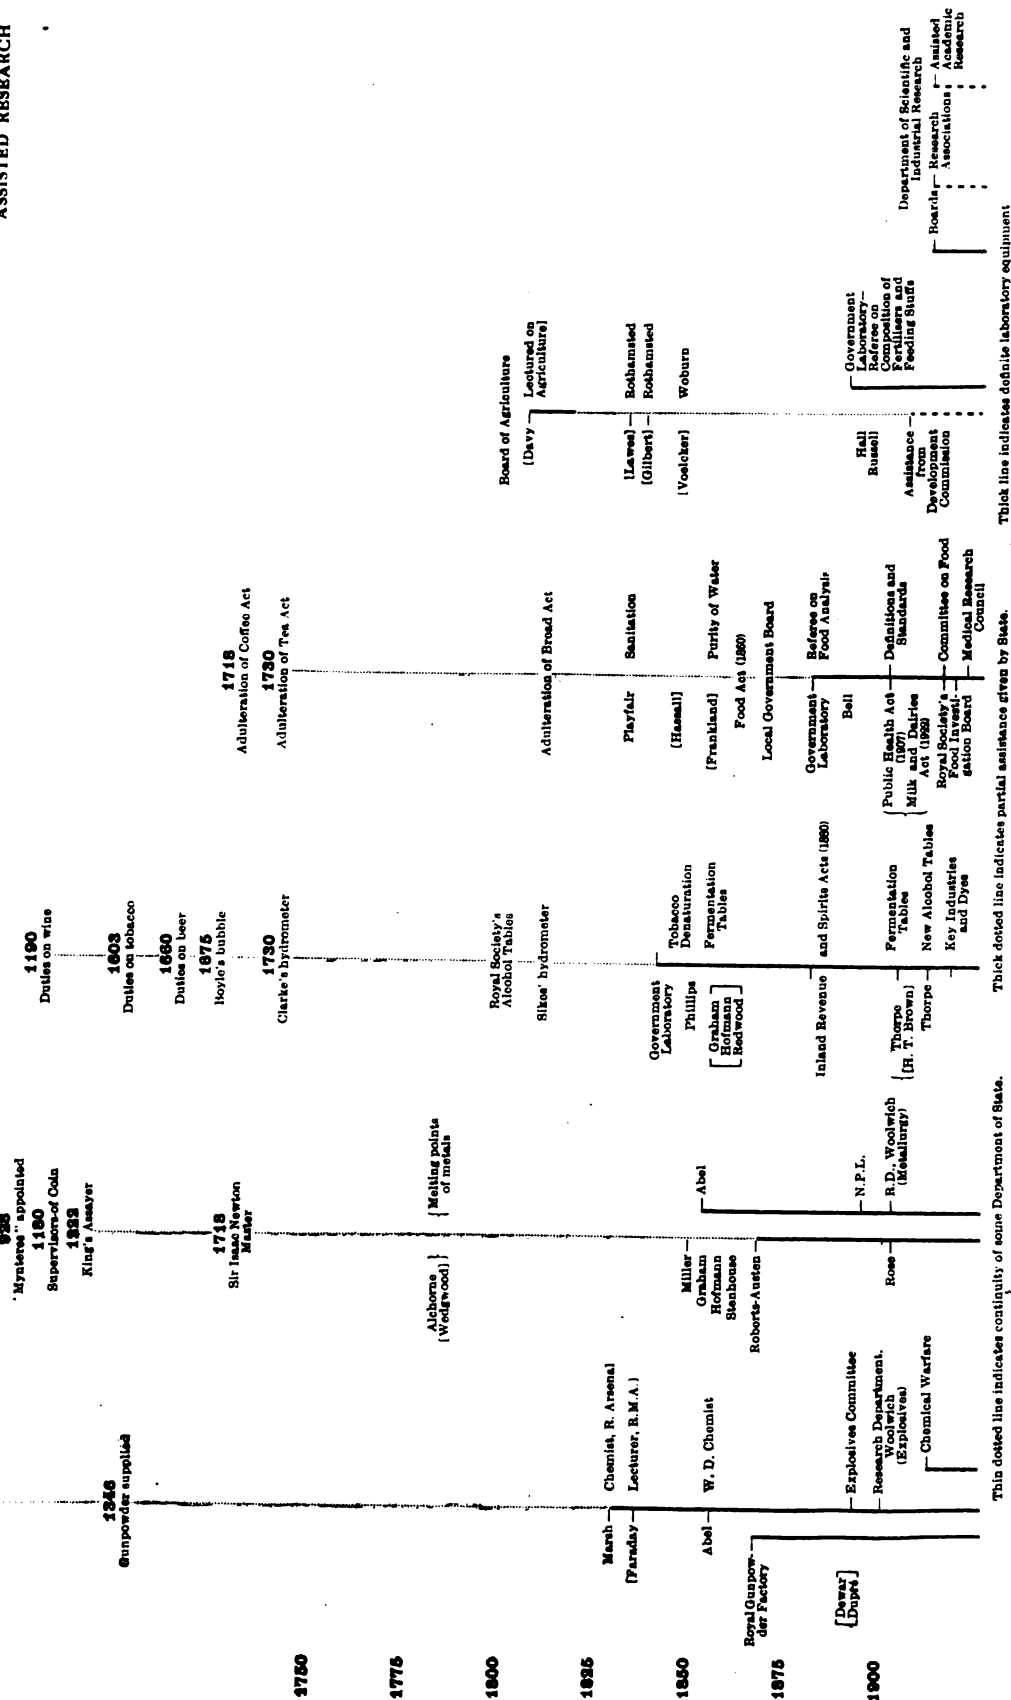 ASSISTED RESEARCH
1750
1775
1800
1825
1850
1875
1900
1346
Gunpowder supplied
Marsh
Chemist, R. Arsenal
[Faraday
Lecturer, R.M.A.]
Abel
W. D. Chemist
Royal Gunpow-
der Factory
[Dewar]
[Dupré]
Explosives Committee
Research Department.
Woolwich
(Explosives)
Chemical Warfare
"Mynteres" appointed
1180
Supervisors of Coin
1222
King's Assayer
1718
Sir Isaac Newton
Master
Alchorne
[Wedgwood]
Melting points
of metals
Miller
Graham
Hofmann
Stenhouse
Roberts-Austen
Abel
N.P.L.
Rose
R.D., Woolwich
(Metallurgy)
1190
Duties on wine
1603
Duties on tobacco
1660
Duties on beer
1675
Boyle's bubble
1730
Clarke's hydrometer
Royal Society's
Alcohol Tables
Sikes' hydrometer
Government
Laboratory
Phillips
Tobacco
Denaturation
[Graham
Hofmann
Redwood]
Fermentation
Tables
Inland Revenue and Spirits Acts (1880)
Thorpe
[H. T. Brown]
Fermentation
Tables
Thorpe
New Alcohol Tables
Key Industries
and Dyes
1718
Adulteration of Coffee Act
1730
Adulteration of Tea Act
Adulteration of Bread Act
Playfair
Sanitation
[Hassall]
[Frankland]
Purity of Water
Food Act (1860)
Local Government Board
Government
Laboratory
Referee on
Food Analysis
Bell
Public Health Act
(1907)
Milk and Dairies
Act (1922)
Definitions and
Standards
Royal Society's
Committee on Food
Food Investi-
gation Board
Medical Research
Council
Board of Agriculture
[Davy
Lectured on
Agriculture]
[Lawes]
Rothamsted
[Gilbert]
Rothamsted
[Voelcker]
Woburn
Hall
Russell
Assistance
from
Development
Commission
Government
Laboratory—
Referee on
Composition of
Fertilisers and
Feeding Stuffs
Department of Scientific and
Industrial Research
Boards
Research
Associations
Assisted
Academic
Research
Thin dotted line indicates continuity of some Department of State.
Thick dotted line indicates partial assistance given by State.
Thick line indicates definite laboratory equipment